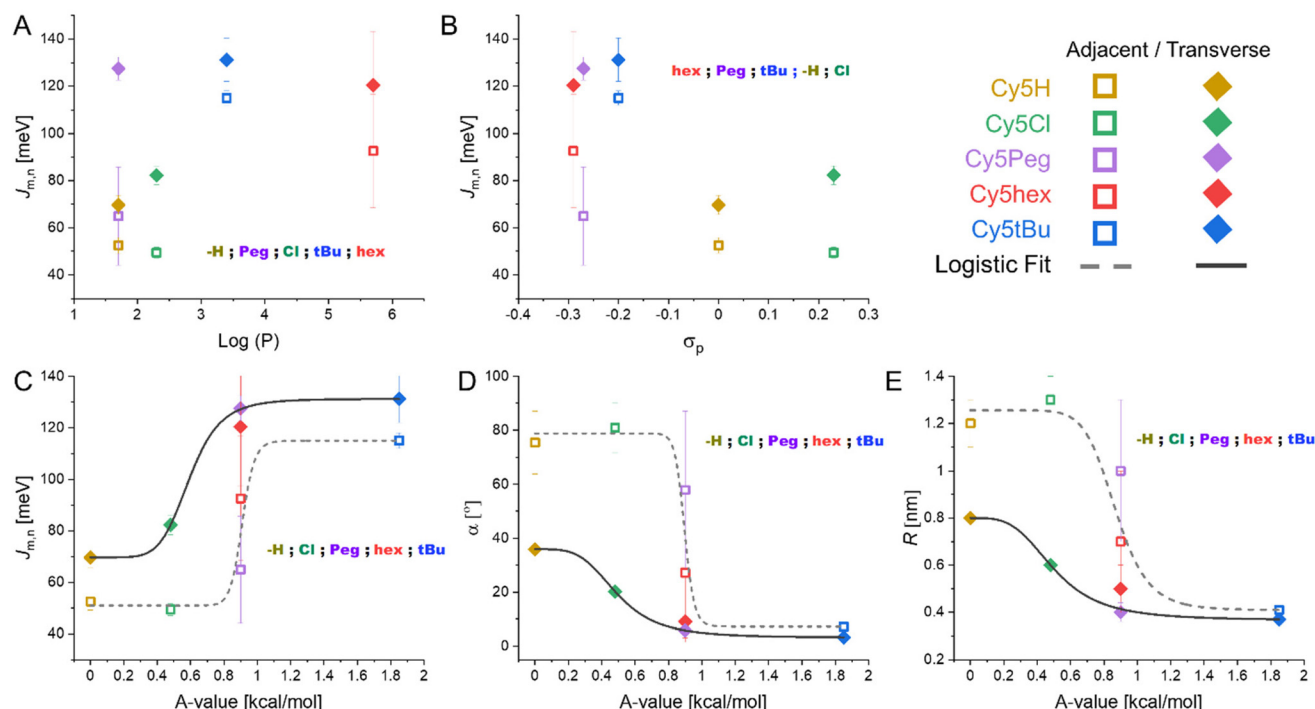 A
140
120
100
80
60
40
J m,n [meV]
-H ; Peg ; Cl ; tBu ; hex
1 2 3 4 5 6
Log (P)
B
140
120
100
80
60
40
J m,n [meV]
hex ; Peg ; tBu ; -H ; Cl
-0.4 -0.3 -0.2 -0.1 0 0.1 0.2 0.3
σp
Adjacent / Transverse
Cy5H
Cy5Cl
Cy5Peg
Cy5hex
Cy5tBu
Logistic Fit
C
140
120
100
80
60
40
J m,n [meV]
-H ; Cl ; Peg ; hex ; tBu
0 0.2 0.4 0.6 0.8 1 1.2 1.4 1.6 1.8 2
A-value [kcal/mol]
D
100
80
60
40
20
0
α [°]
-H ; Cl ; Peg ; hex ; tBu
0 0.2 0.4 0.6 0.8 1 1.2 1.4 1.6 1.8 2
A-value [kcal/mol]
E
1.4
1.2
1
0.8
0.6
0.4
0.2
R [nm]
-H ; Cl ; Peg ; hex ; tBu
0 0.2 0.4 0.6 0.8 1 1.2 1.4 1.6 1.8 2
A-value [kcal/mol]